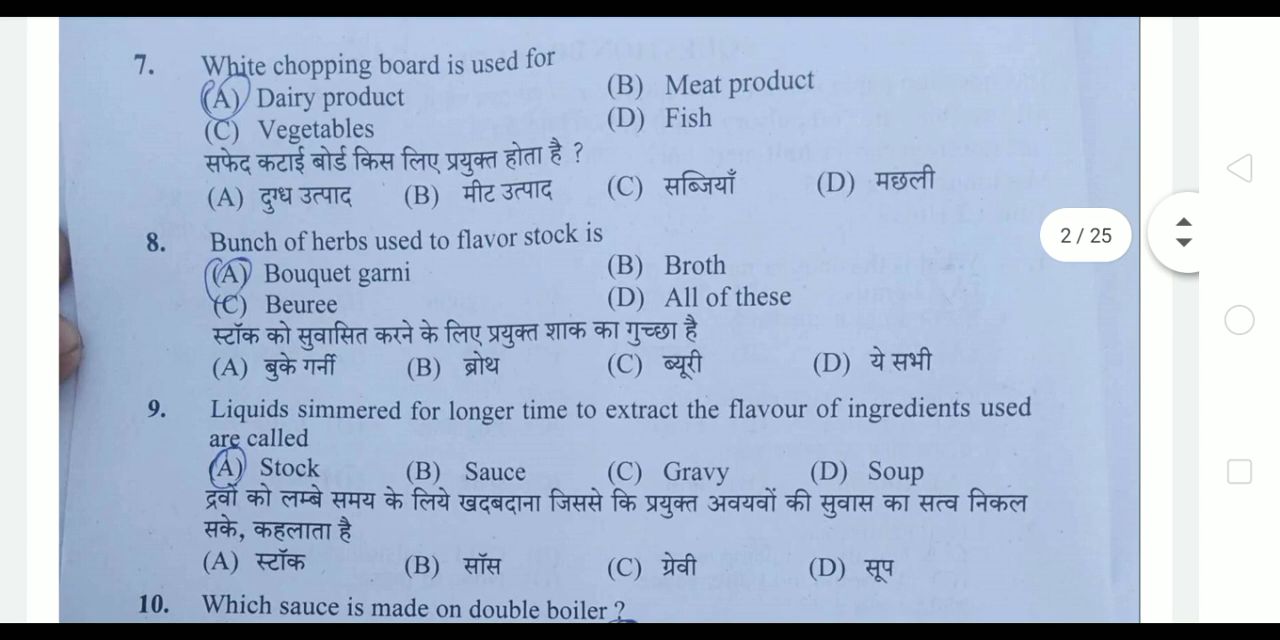 7. White chopping board is used for
(A) Dairy product (B) Meat product
(C) Vegetables (D) Fish
सफेद कटाई बोर्ड किस लिए प्रयुक्त होता है ?
(A) दुग्ध उत्पाद (B) मीट उत्पाद (C) सब्जियाँ (D) मछली
8. Bunch of herbs used to flavor stock is
(A) Bouquet garni (B) Broth
(C) Beuree (D) All of these
स्टॉक को सुवासित करने के लिए प्रयुक्त शाक का गुच्छा है
(A) बुके गर्नी (B) ब्रोथ (C) ब्यूरी (D) ये सभी
9. Liquids simmered for longer time to extract the flavour of ingredients used
are called
(A) Stock (B) Sauce (C) Gravy (D) Soup
द्रवों को लम्बे समय के लिये खदबदाना जिससे कि प्रयुक्त अवयवों की सुवास का सत्व निकल
सके, कहलाता है
(A) स्टॉक (B) सॉस (C) ग्रेवी (D) सूप
10. Which sauce is made on double boiler ?
2 / 25